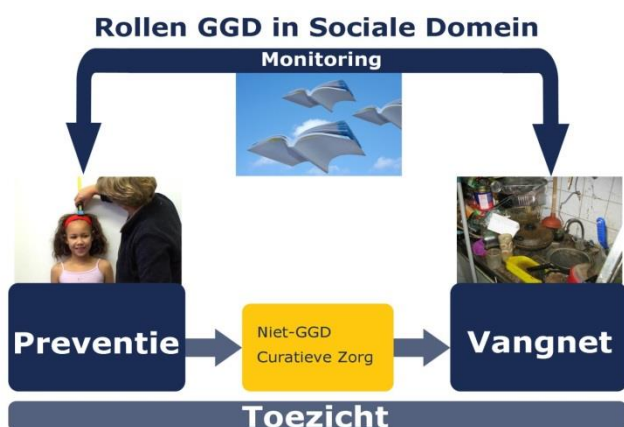 Rollen GGD in Sociale Domein
Monitoring
Preventie
Niet-GGD
Curatieve Zorg
Vangnet
Toezicht